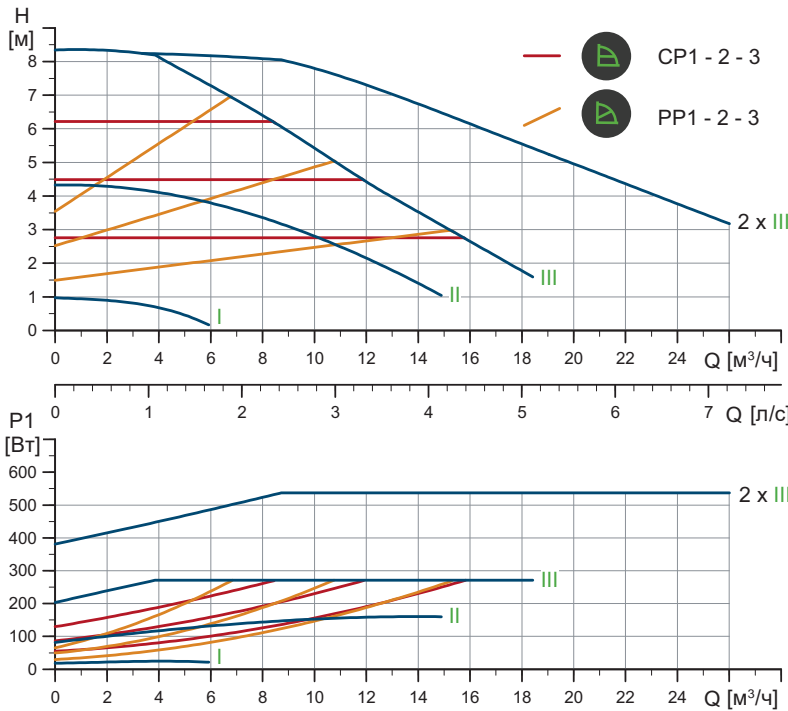 H
[м]
8
7
6
5
4
3
2
1
0
CP1 - 2 - 3
PP1 - 2 - 3
2 x III
III
II
I
0 2 4 6 8 10 12 14 16 18 20 22 24 Q [м³/ч]
0 1 2 3 4 5 6 7 Q [л/с]
P1
[Вт]
600
500
400
300
200
100
0
2 x III
III
II
I
0 2 4 6 8 10 12 14 16 18 20 22 24 Q [м³/ч]